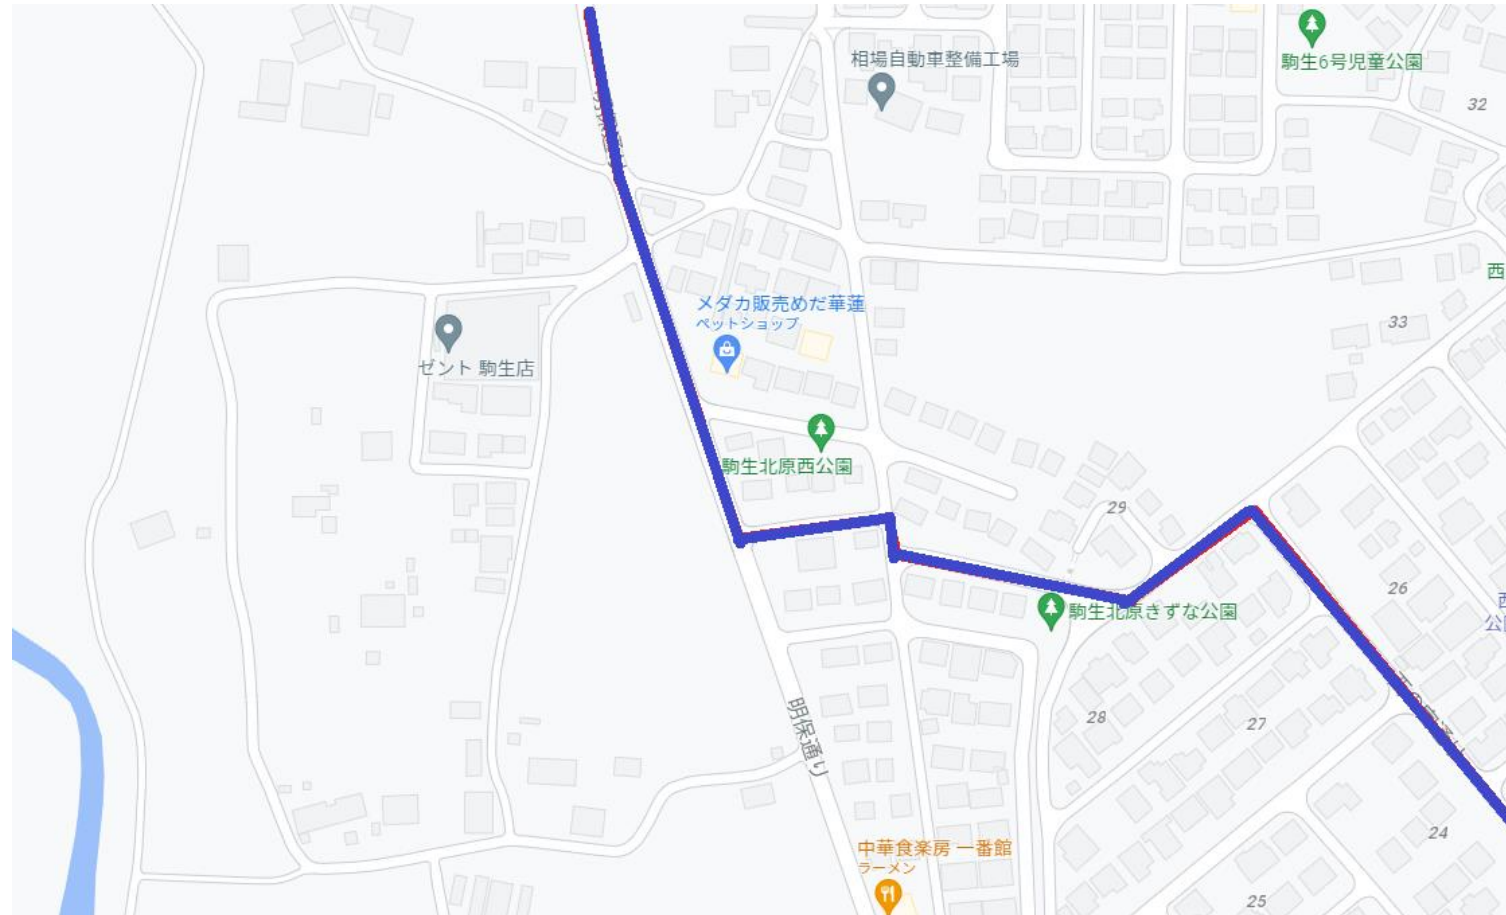 相場自動車整備工場
駒生6号児童公園
32
西
メダカ販売めだ華蓮
ペットショップ
33
ゼント 駒生店
駒生北原西公園
29
26
駒生北原きずな公園
公
28
27
明保通り
24
中華食楽房 一番館
ラーメン
25